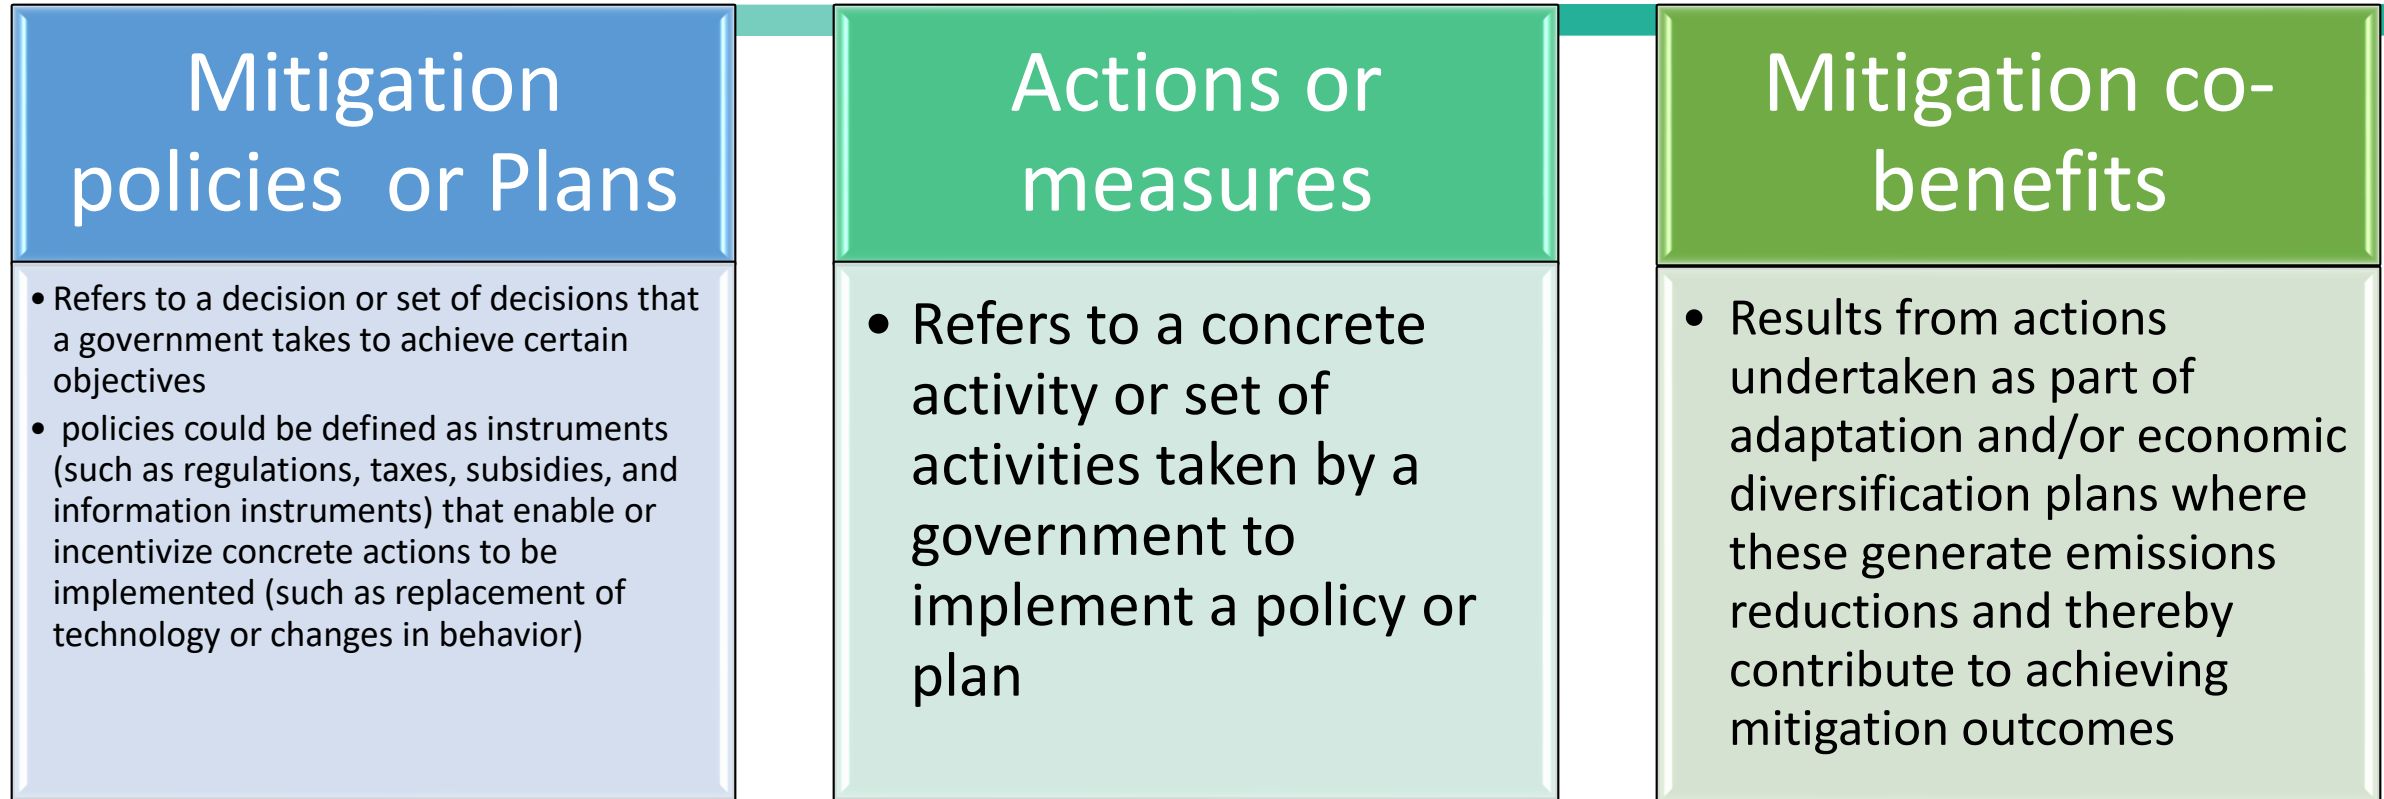 Mitigation
policies  or Plans
• Refers to a decision or set of decisions that
a government takes to achieve certain
objectives
•  policies could be defined as instruments
(such as regulations, taxes, subsidies, and
information instruments) that enable or
incentivize concrete actions to be
implemented (such as replacement of
technology or changes in behavior)
Actions or
measures
• Refers to a concrete
activity or set of
activities taken by a
government to
implement a policy or
plan
Mitigation co-
benefits
• Results from actions
undertaken as part of
adaptation and/or economic
diversification plans where
these generate emissions
reductions and thereby
contribute to achieving
mitigation outcomes